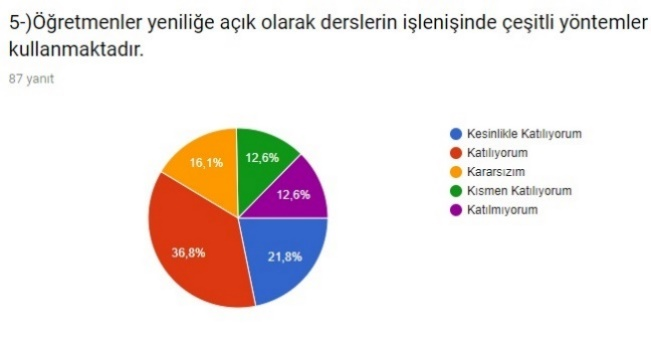 5-)Öğretmenler yeniliğe açık olarak derslerin işlenişinde çeşitli yöntemler
kullanmaktadır.
87 yanıt
Kesinlikle Katılıyorum
Katılıyorum
Kararsızım
Kısmen Katılıyorum
Katılmıyorum
16,1%
12,6%
12,6%
36,8%
21,8%